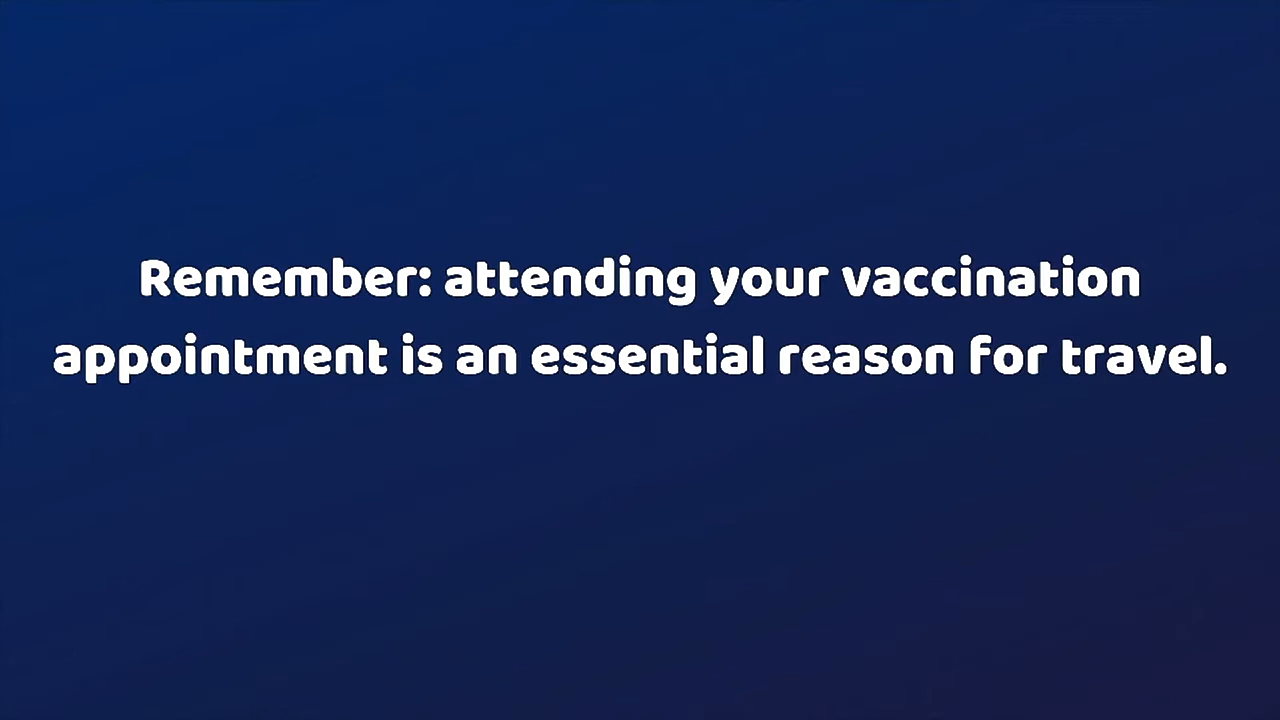 Remember: attending your vaccination
appointment is an essential reason for travel.